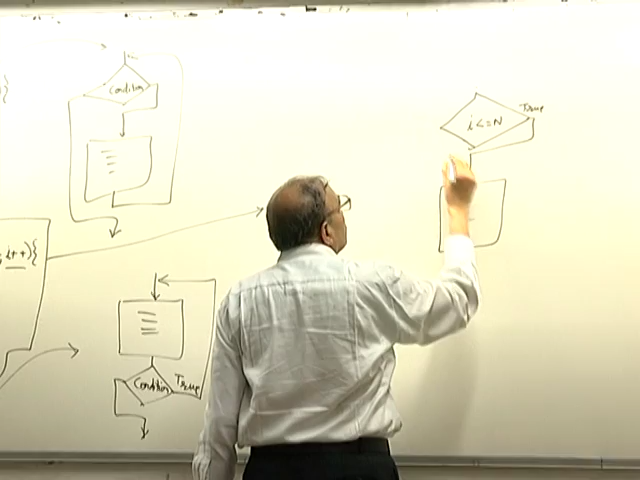 }
Condition
True
i<=N
,i++){
Condition
True